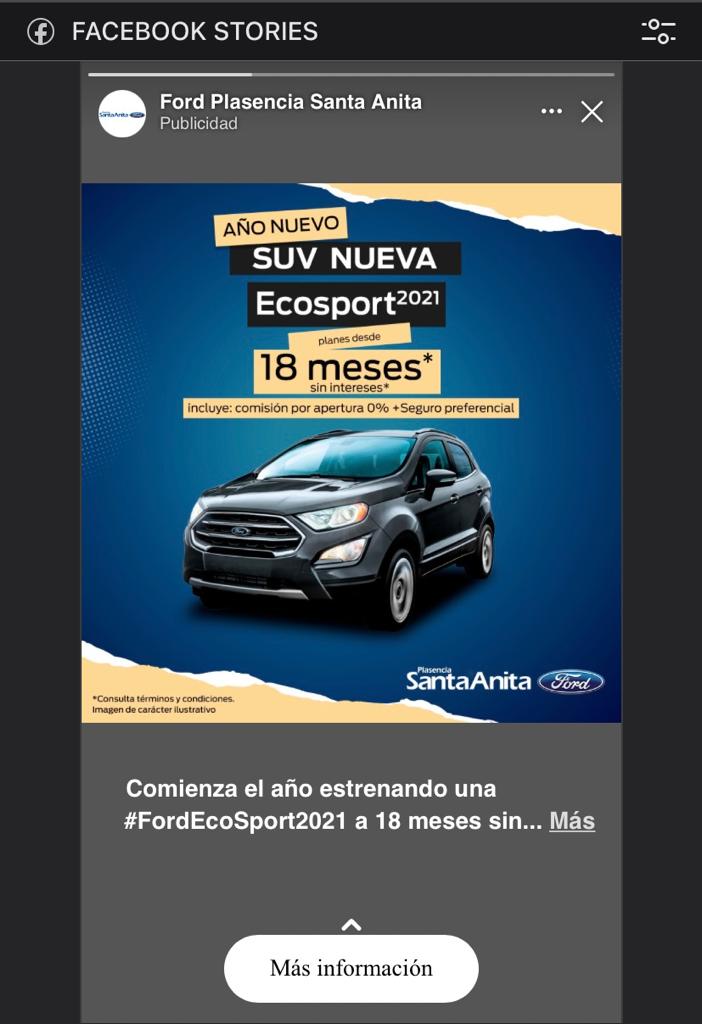 FACEBOOK STORIES
Ford Plasencia Santa Anita
Publicidad
AÑO NUEVO
SUV NUEVA
Ecosport2021
planes desde
18 meses*
sin intereses*
incluye: comisión por apertura 0% +Seguro preferencial
Plasencia
SantaAnita Ford
*Consulta términos y condiciones.
Imagen de carácter ilustrativo
Comienza el año estrenando una
#FordEcoSport2021 a 18 meses sin... Más
Más información